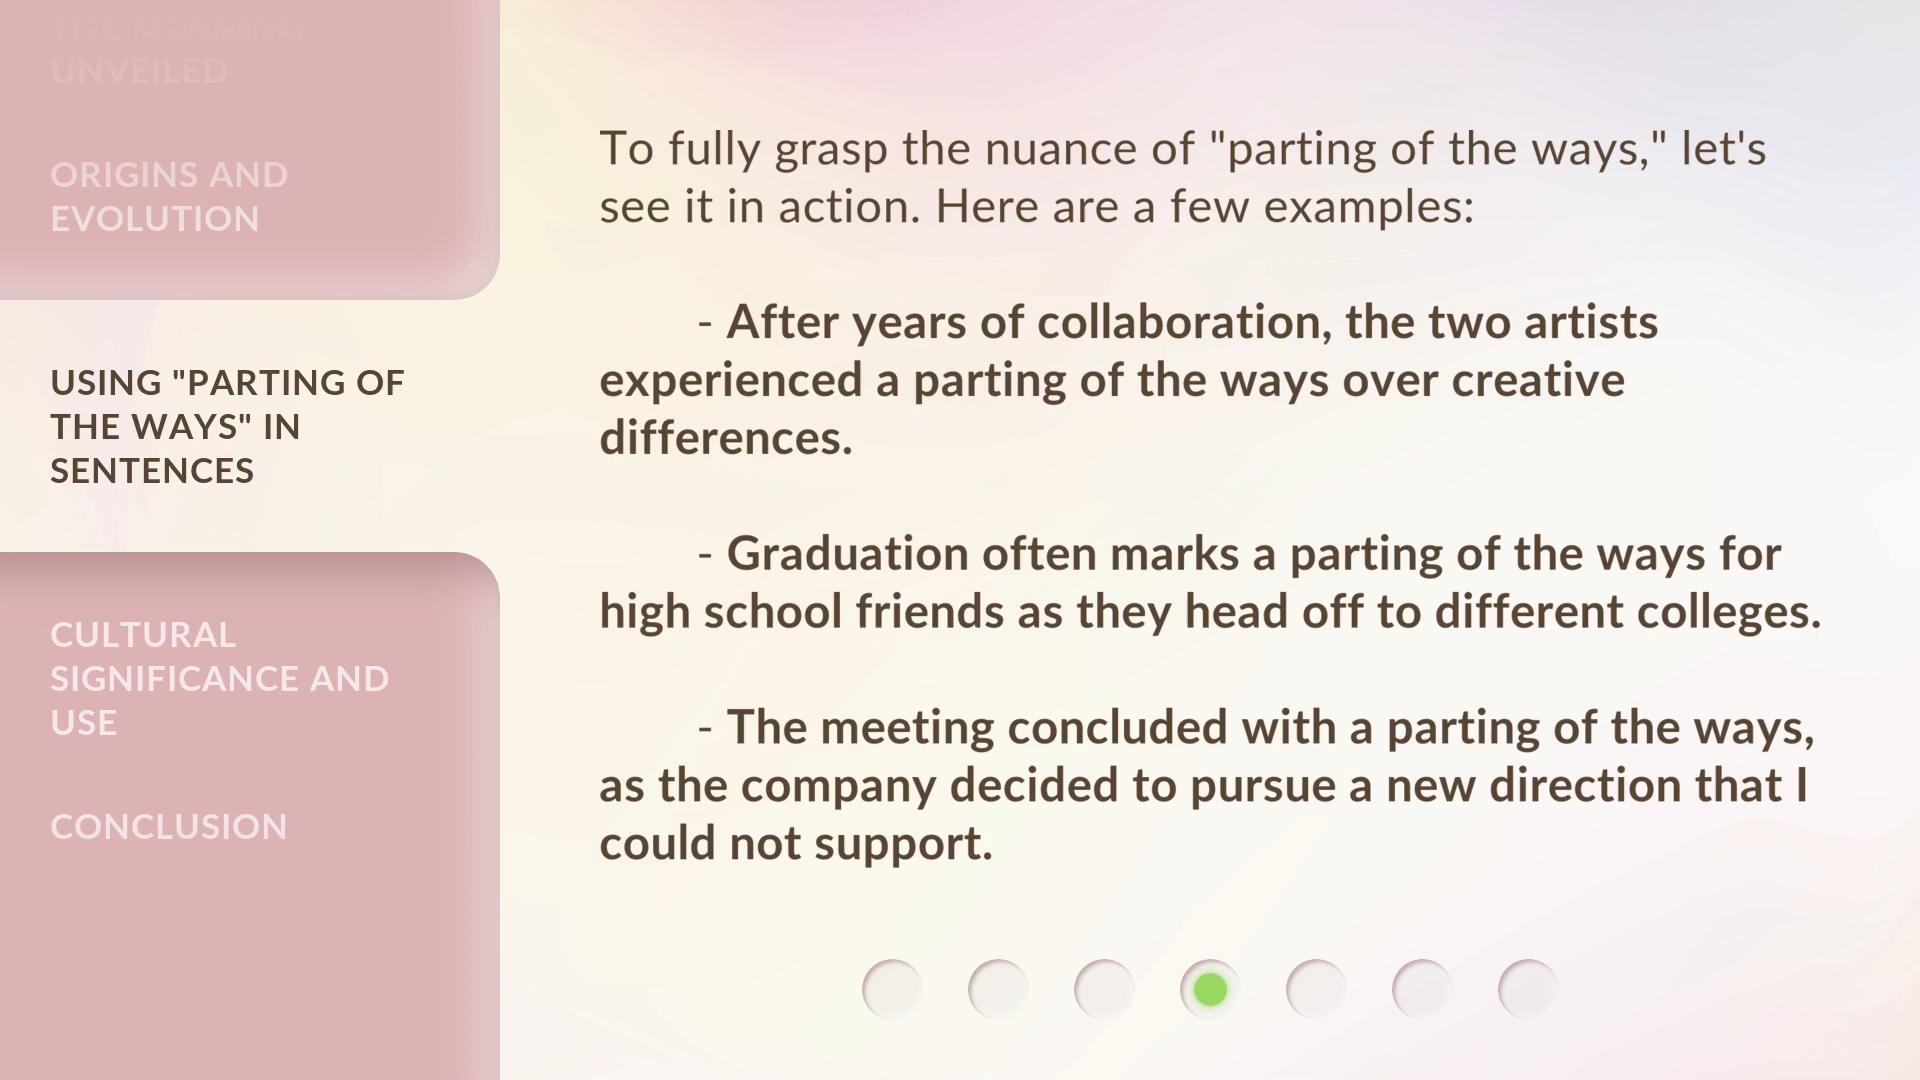 THE MEANING
UNVEILED
ORIGINS AND
EVOLUTION
USING "PARTING OF
THE WAYS" IN
SENTENCES
CULTURAL
SIGNIFICANCE AND
USE
CONCLUSION
To fully grasp the nuance of "parting of the ways," let's
see it in action. Here are a few examples:
- After years of collaboration, the two artists
experienced a parting of the ways over creative
differences.
- Graduation often marks a parting of the ways for
high school friends as they head off to different colleges.
- The meeting concluded with a parting of the ways,
as the company decided to pursue a new direction that I
could not support.